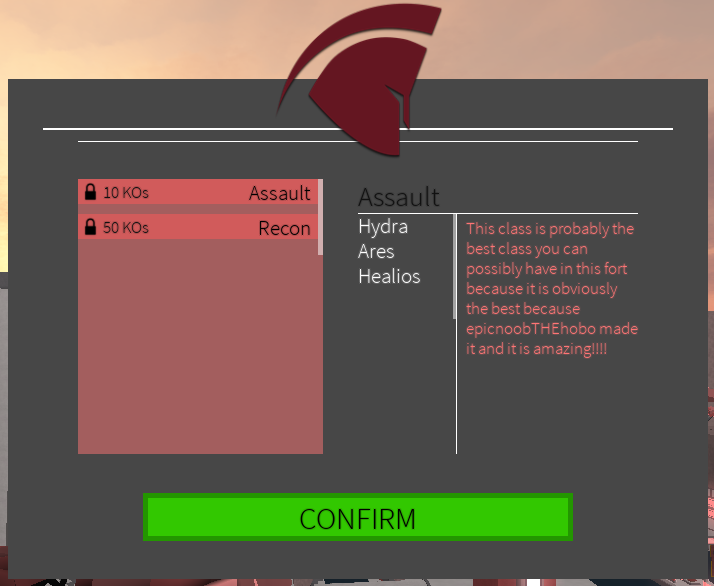 10 KOs Assault
50 KOs Recon
Assault
Hydra
Ares
Healios
This class is probably the
best class you can
possibly have in this fort
because it is obviously
the best because
epicnoobTHEhobo made
it and it is amazing!!!!
CONFIRM